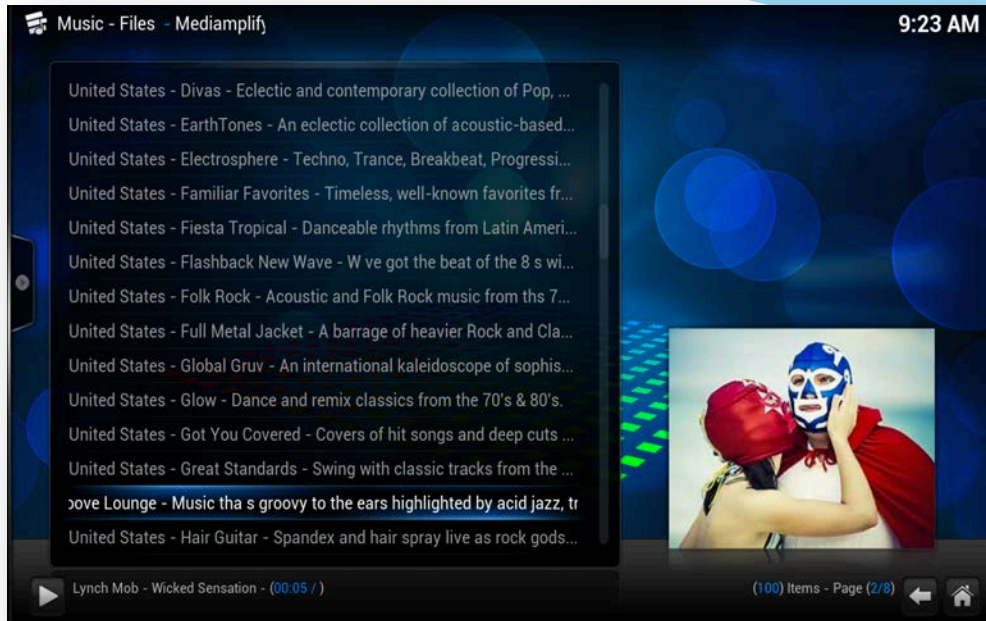 Music - Files - Mediamplify
9:23 AM
United States - Divas - Eclectic and contemporary collection of Pop, ...
United States - EarthTones - An eclectic collection of acoustic-based...
United States - Electrosphere - Techno, Trance, Breakbeat, Progressi...
United States - Familiar Favorites - Timeless, well-known favorites fr...
United States - Fiesta Tropical - Danceable rhythms from Latin Ameri...
United States - Flashback New Wave - W ve got the beat of the 8 s wi...
United States - Folk Rock - Acoustic and Folk Rock music from ths 7...
United States - Full Metal Jacket - A barrage of heavier Rock and Cla...
United States - Global Gruv - An international kaleidoscope of sophis...
United States - Glow - Dance and remix classics from the 70's & 80's.
United States - Got You Covered - Covers of hit songs and deep cuts ...
United States - Great Standards - Swing with classic tracks from the ...
oove Lounge - Music tha s groovy to the ears highlighted by acid jazz, tr
United States - Hair Guitar - Spandex and hair spray live as rock gods...
Lynch Mob - Wicked Sensation - (00:05 / )
(100) Items - Page (2/8)